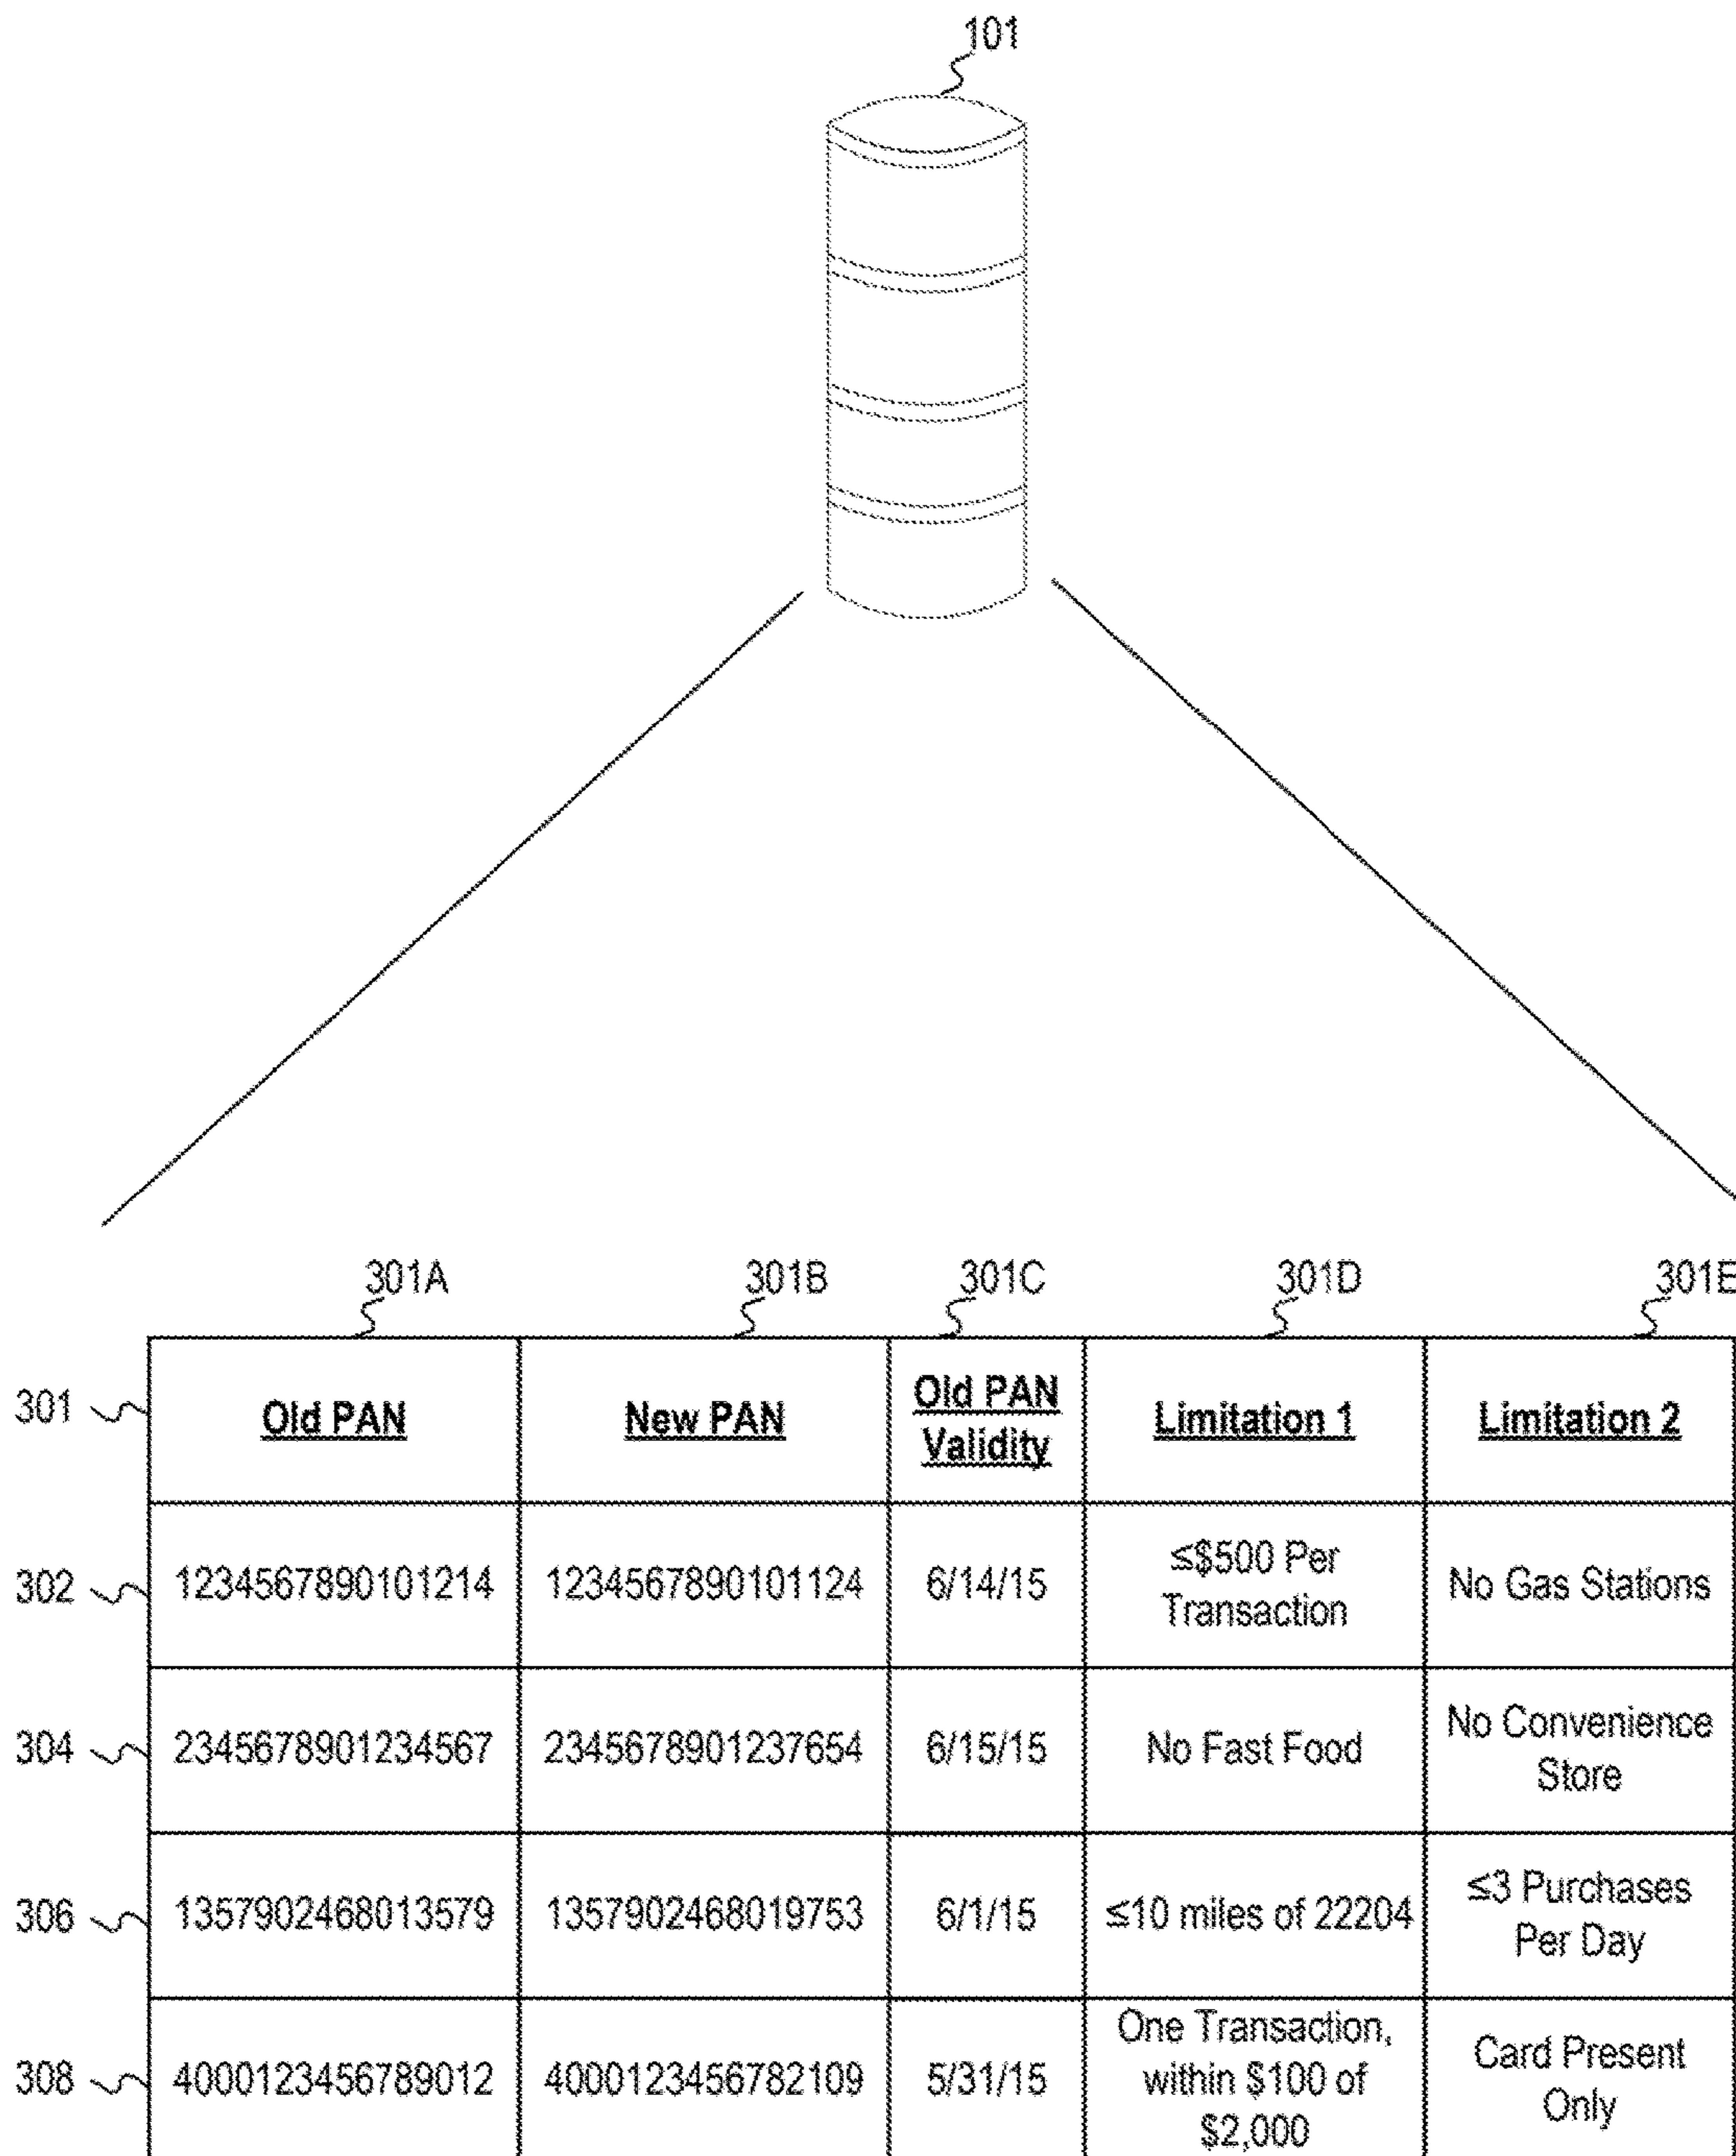 101
301A 301B 301C 301D 301E
301 Old PAN New PAN Old PAN Validity Limitation 1 Limitation 2
302 1234567890101214 1234567890101124 6/14/15 ≤$500 Per Transaction No Gas Stations
304 2345678901234567 2345678901237654 6/15/15 No Fast Food No Convenience Store
306 1357902468013579 1357902468019753 6/1/15 ≤10 miles of 22204 ≤3 Purchases Per Day
308 4000123456789012 4000123456782109 5/31/15 One Transaction, within $100 of $2,000 Card Present Only